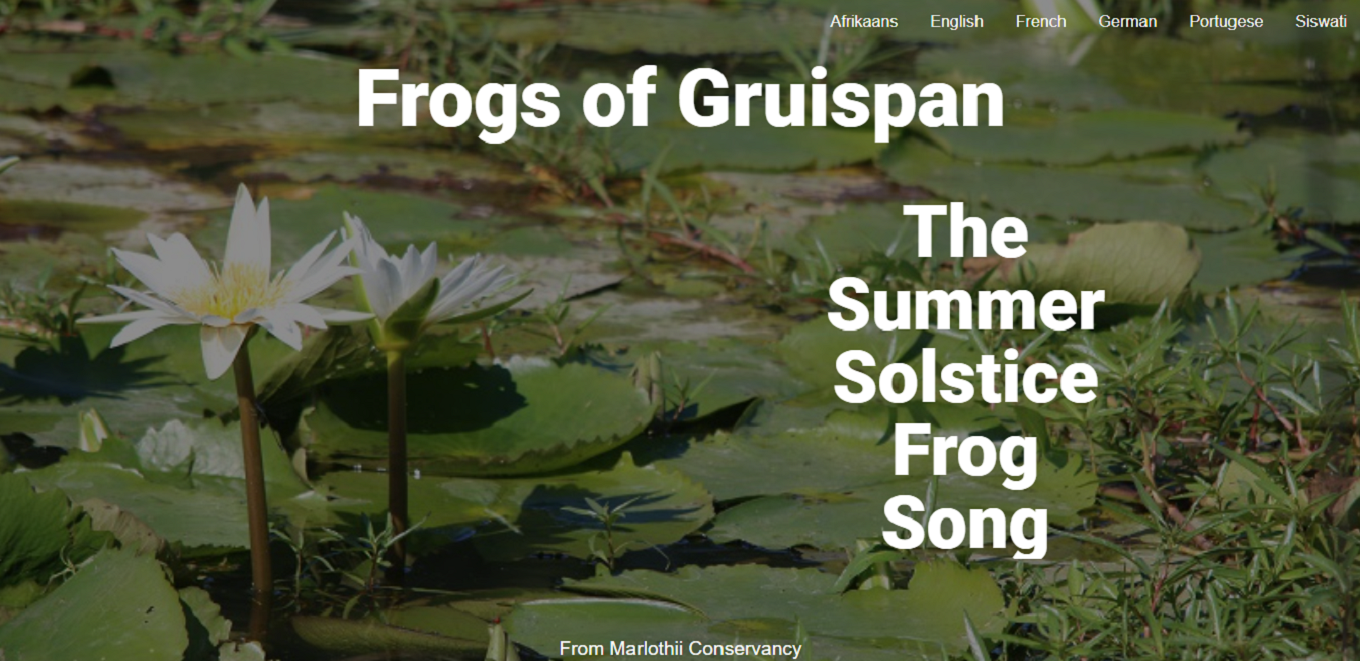 Afrikaans English French German Portugese Siswati
Frogs of Gruispan
The
Summer
Solstice
Frog
Song
From Marlothii Conservancy